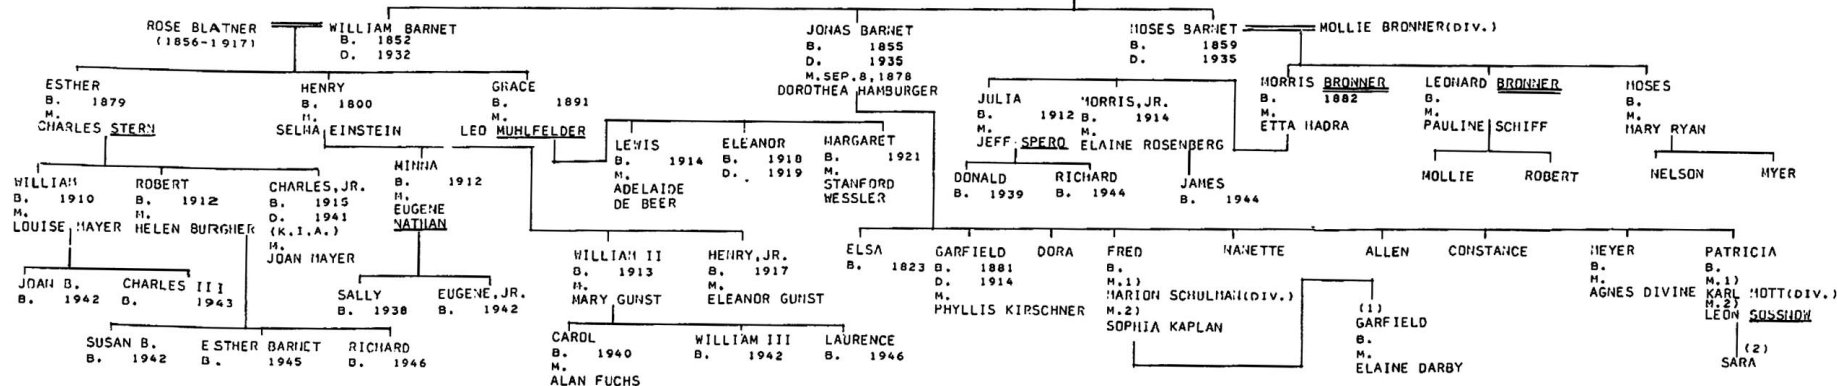 ROSE BLATNER
(1856-1917)
WILLIAM BARNET
B. 1852
D. 1932
JONAS BARNET
B. 1855
D. 1935
M.SEP.8,1878
DOROTHEA HAMBURGER
MOSES BARNET
B. 1859
D. 1935
MOLLIE BRONNER(DIV.)
ESTHER
B. 1879
M.
CHARLES STERN
HENRY
B. 1800
M.
SELMA EINSTEIN
GRACE
B. 1891
M.
LEO MUHLFELDER
JULIA
B. 1912
M.
JEFF SPERO
MORRIS,JR.
B. 1914
M.
ELAINE ROSENBERG
MORRIS BRONNER
B. 1882
M.
ETTA HADRA
LEONARD BRONNER
B.
M.
PAULINE SCHIFF
MOSES
B.
M.
MARY RYAN
LEWIS
B. 1914
M.
ADELAIDE
DE BEER
ELEANOR
B. 1918
D. 1919
MARGARET
B. 1921
M.
STANFORD
WESSLER
WILLIAM
B. 1910
M.
LOUISE MAYER
ROBERT
B. 1912
M.
HELEN BURGHER
CHARLES,JR.
B. 1915
D. 1941
(K.I.A.)
M.
JOAN MAYER
MINNA
B. 1912
M.
EUGENE
NATHAN
DONALD
B. 1939
RICHARD
B. 1944
JAMES
B. 1944
MOLLIE
ROBERT
NELSON
MYER
WILLIAM II
B. 1913
M.
MARY GUNST
HENRY,JR.
B. 1917
M.
ELEANOR GUNST
ELSA
B. 1823
GARFIELD
B. 1881
D. 1914
M.
PHYLLIS KIRSCHNER
DORA
FRED
B.
M.1)
MARION SCHULMAN(DIV.)
M.2)
SOPHIA KAPLAN
NANETTE
ALLEN
CONSTANCE
MEYER
B.
M.
AGNES DIVINE
PATRICIA
B.
M.1)
KARL MOTT(DIV.)
M.2)
LEON SOSSNOW
JOAN B.
B. 1942
CHARLES III
B. 1943
SALLY
B. 1938
EUGENE,JR.
B. 1942
(1)
GARFIELD
B.
M.
ELAINE DARBY
(2)
SARA
SUSAN B.
B. 1942
ESTHER BARNET
B. 1945
RICHARD
B. 1946
CAROL
B. 1940
M.
ALAN FUCHS
WILLIAM III
B. 1942
LAURENCE
B. 1946